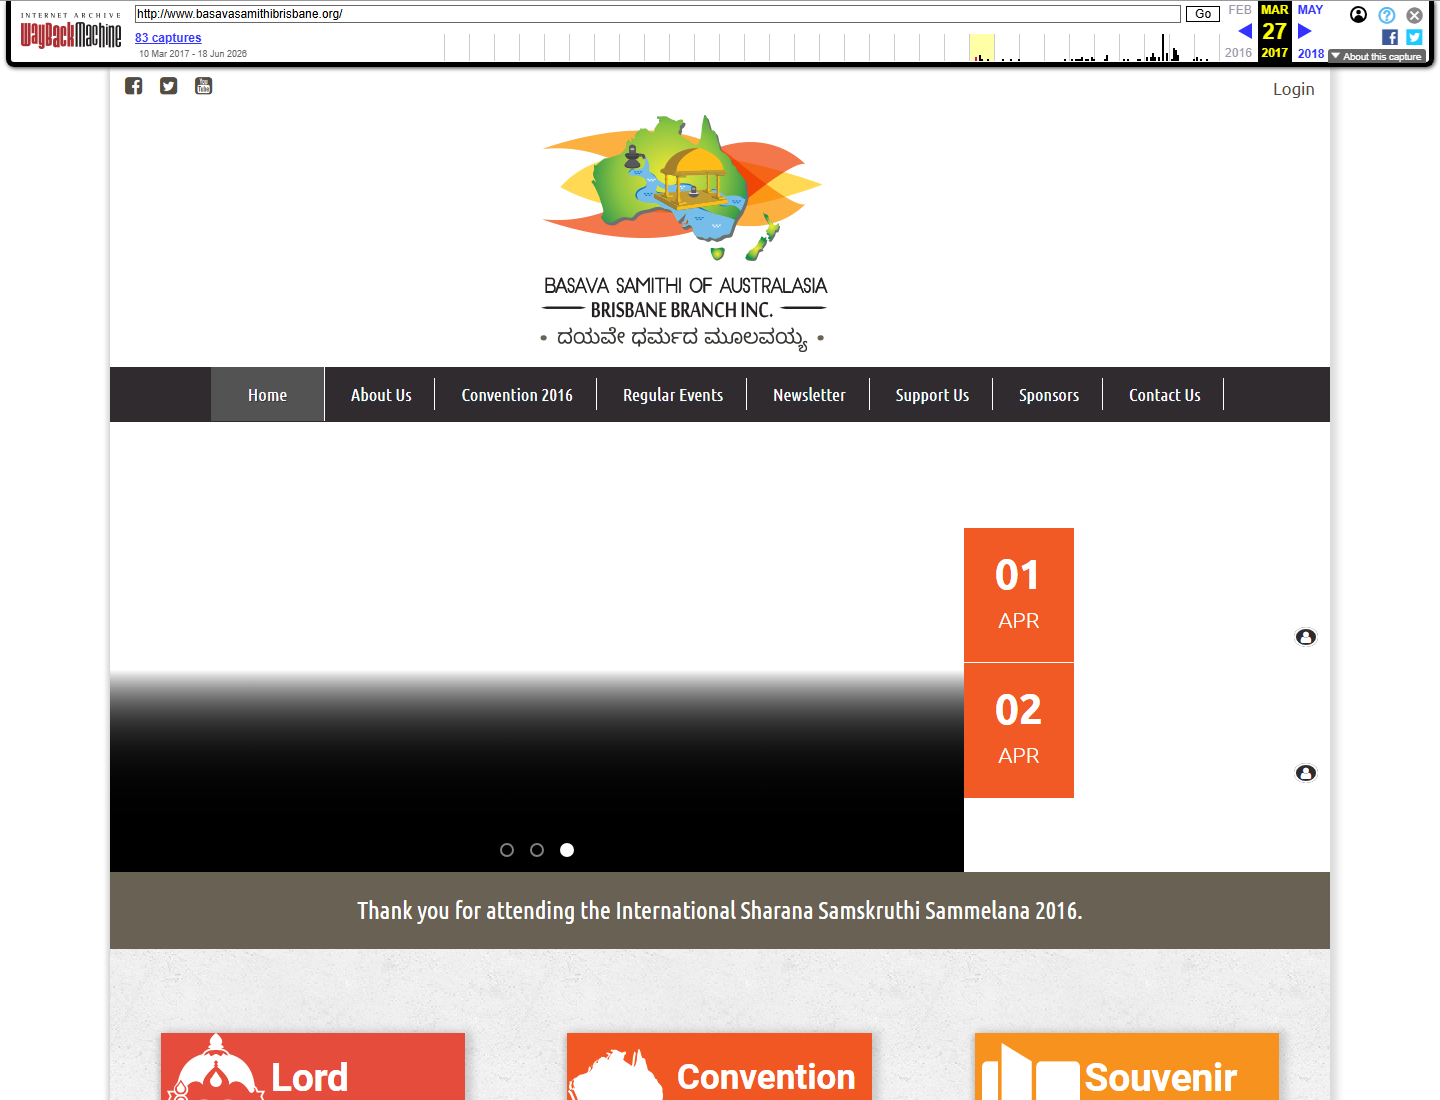 INTERNET ARCHIVE
WayBackMachine
http://www.basavasamithibrisbane.org/
Go
83 captures
10 Mar 2017 - 18 Jun 2026
FEB MAR MAY
27
2016 2017 2018
About this capture
Login
BASAVA SAMITHI OF AUSTRALASIA
BRISBANE BRANCH INC.
• ದಯವೇ ಧರ್ಮದ ಮೂಲವಯ್ಯ •
Home About Us Convention 2016 Regular Events Newsletter Support Us Sponsors Contact Us
01
APR
02
APR
Thank you for attending the International Sharana Samskruthi Sammelana 2016.
Lord Convention Souvenir